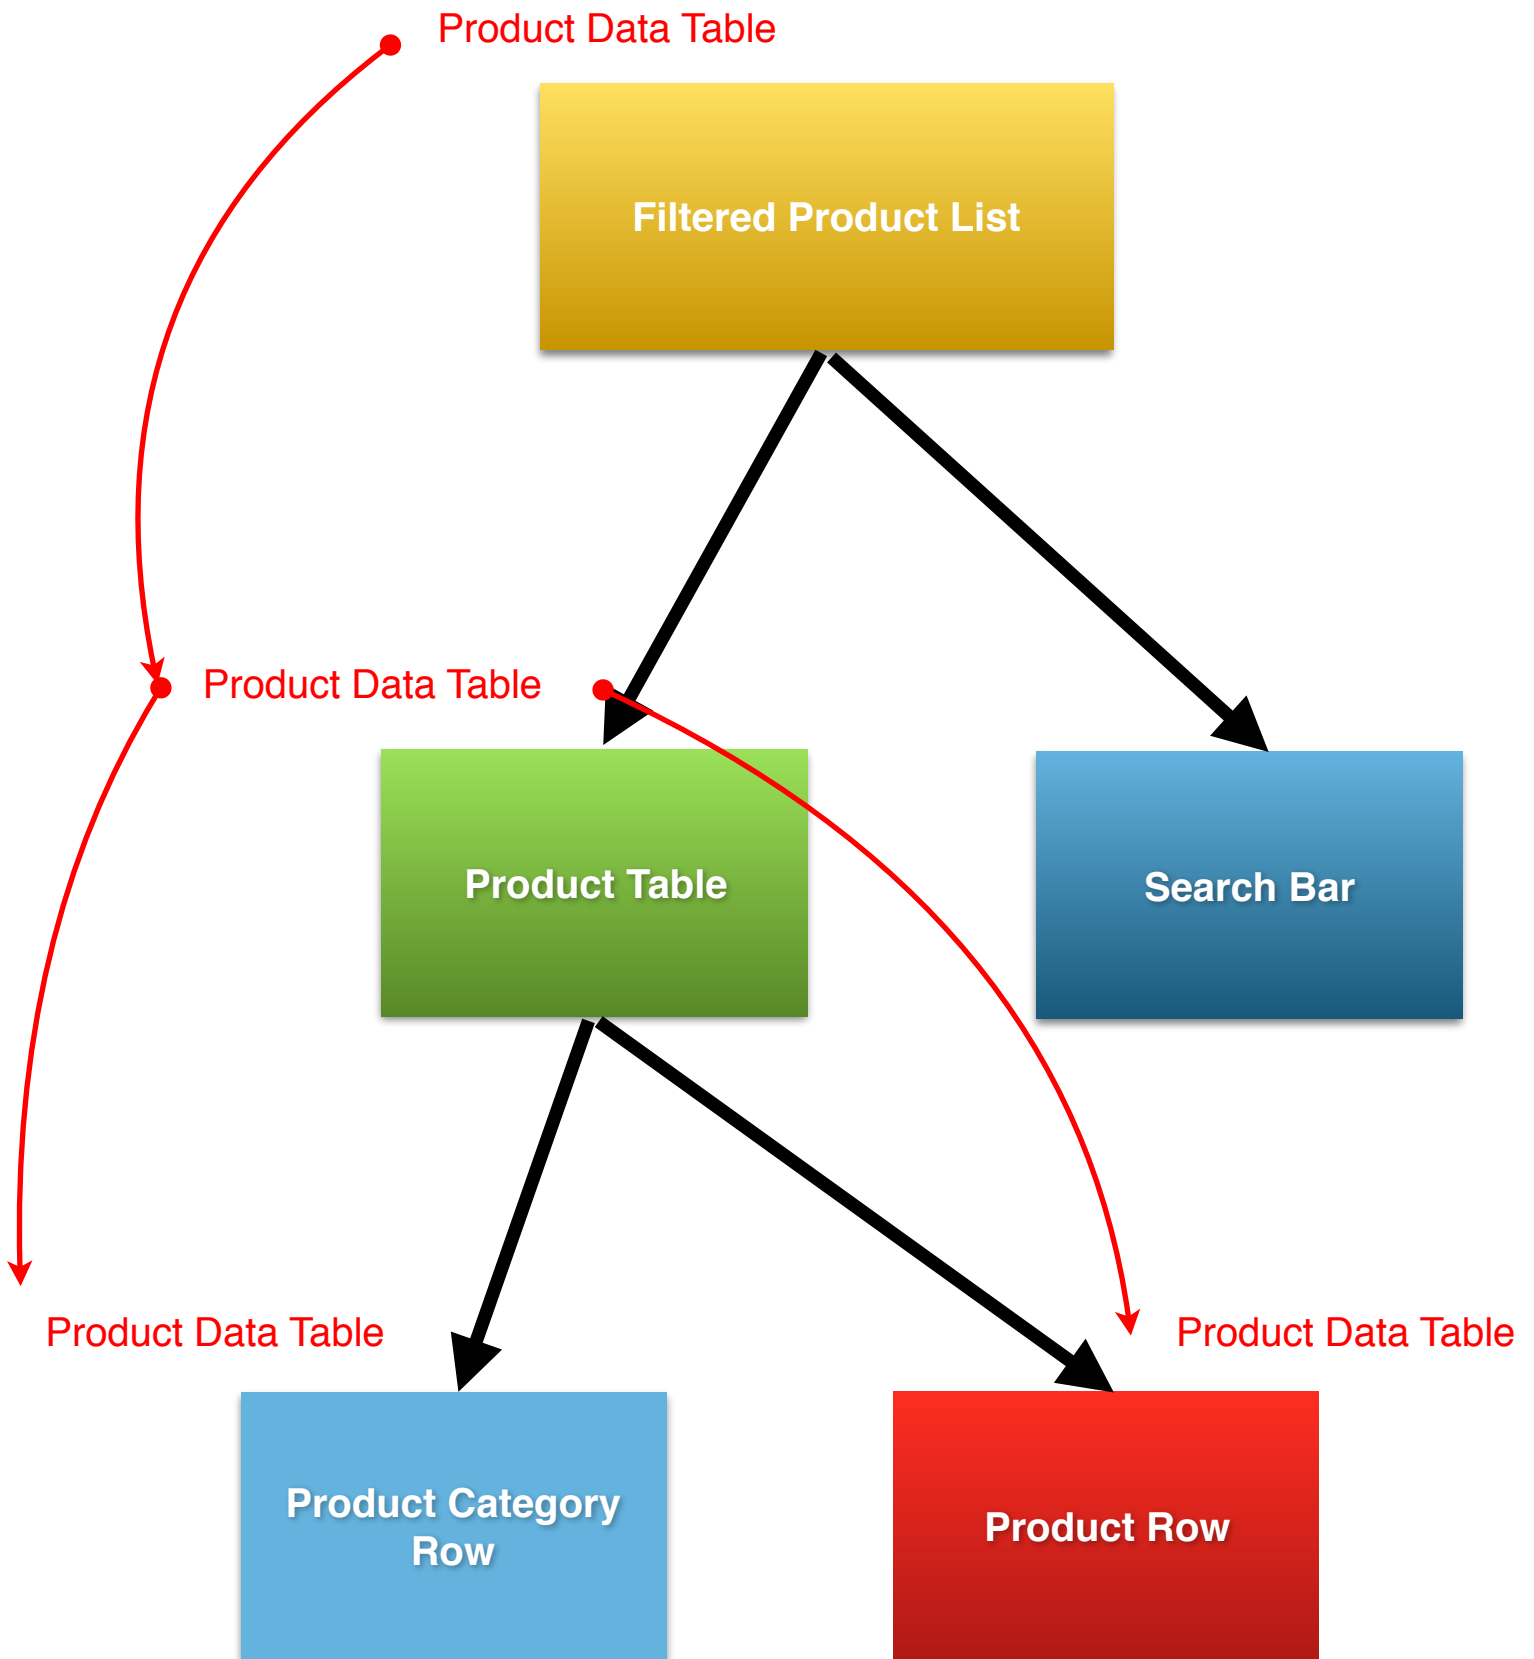 Product Data Table
Filtered Product List
Product Data Table
Product Table
Search Bar
Product Data Table
Product Data Table
Product Category
Row
Product Row